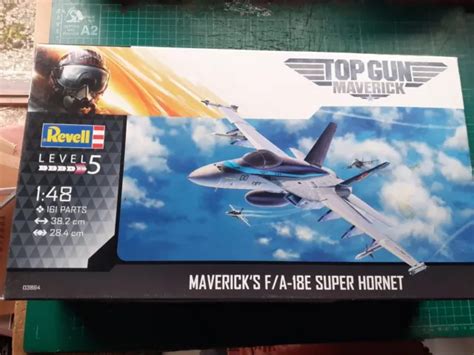 A2
TOP GUN
MAVERICK
Revell
LEVEL 5
1:48
161 PARTS
38.2 cm
28.4 cm
03864
MAVERICK'S F/A-18E SUPER HORNET